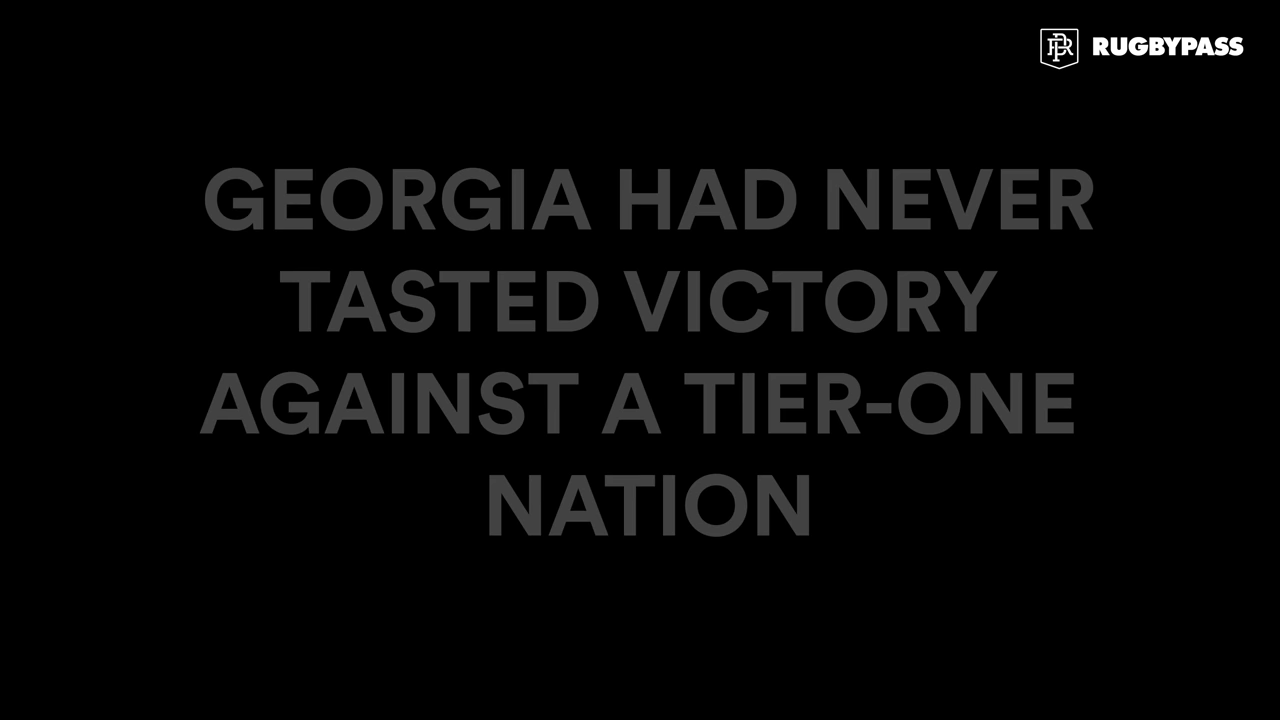 RUGBYPASS
GEORGIA HAD NEVER
TASTED VICTORY
AGAINST A TIER-ONE
NATION